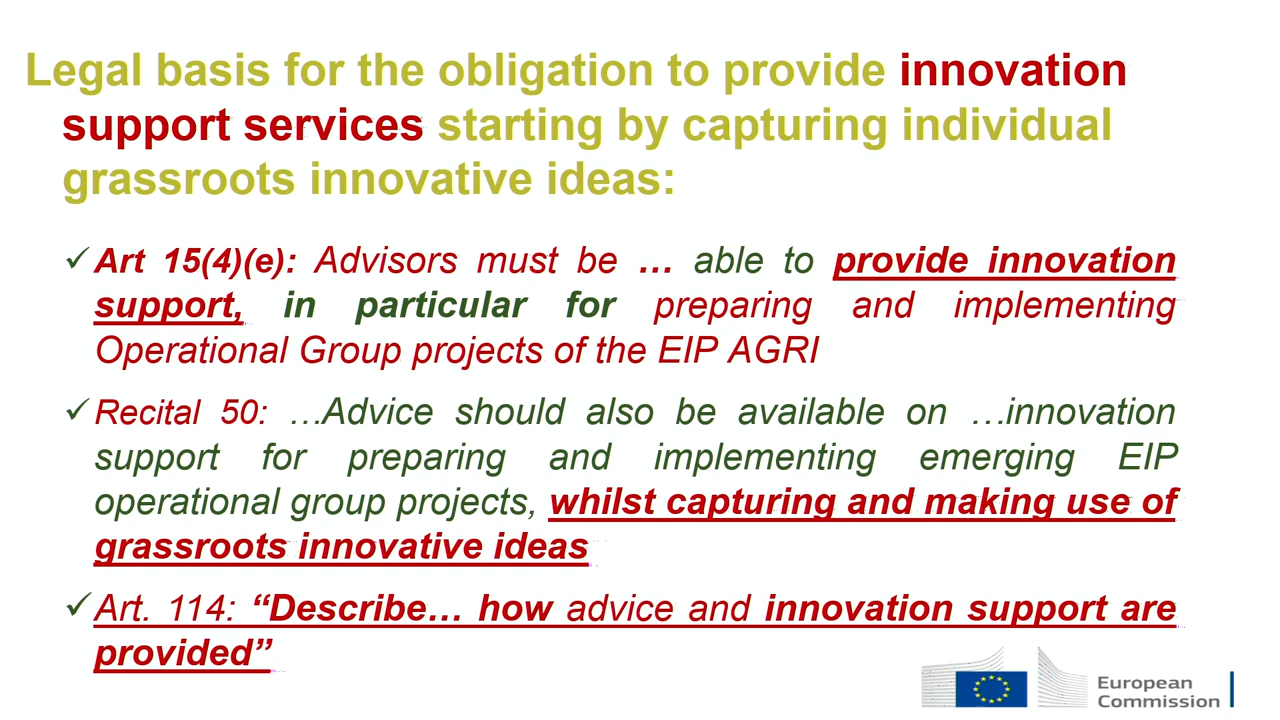 Legal basis for the obligation to provide innovation
support services starting by capturing individual
grassroots innovative ideas:
✓ Art 15(4)(e): Advisors must be … able to provide innovation
support, in particular for preparing and implementing
Operational Group projects of the EIP AGRI
✓ Recital 50: …Advice should also be available on …innovation
support for preparing and implementing emerging EIP
operational group projects, whilst capturing and making use of
grassroots innovative ideas
✓ Art. 114: “Describe… how advice and innovation support are
provided”
European
Commission